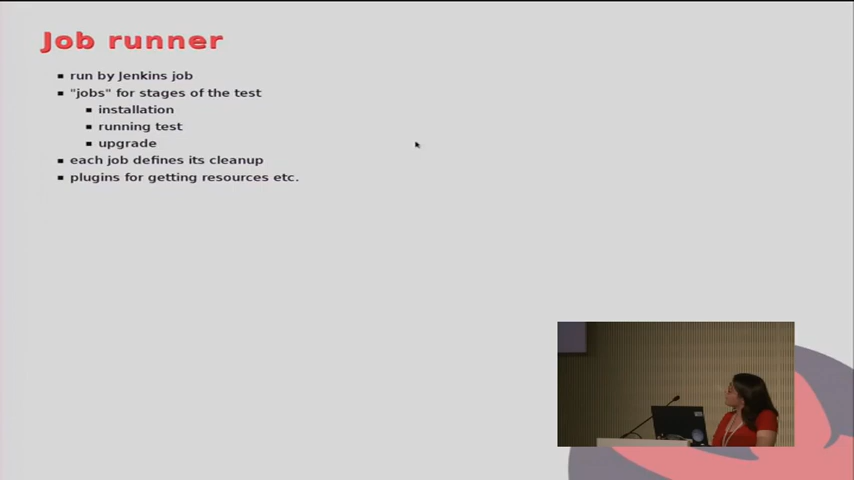 Job runner
run by Jenkins job
"jobs" for stages of the test
installation
running test
upgrade
each job defines its cleanup
plugins for getting resources etc.